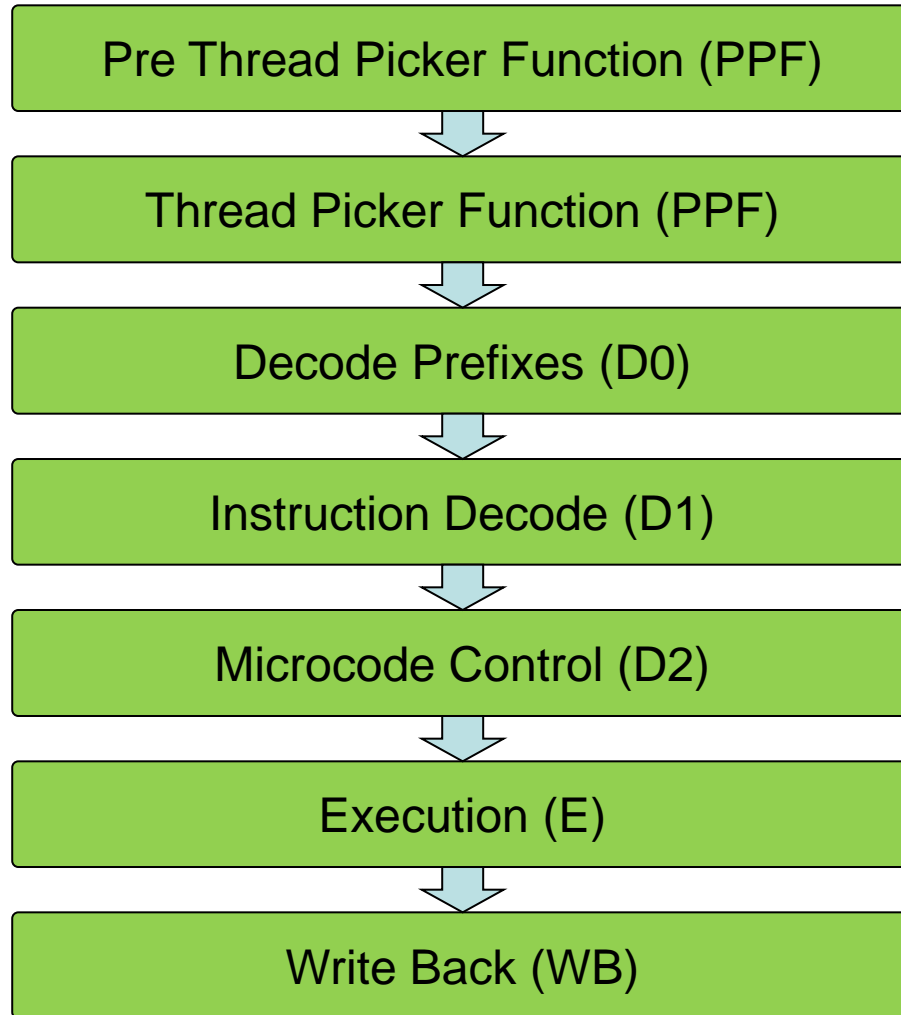 Pre Thread Picker Function (PPF)
Thread Picker Function (PPF)
Decode Prefixes (D0)
Instruction Decode (D1)
Microcode Control (D2)
Execution (E)
Write Back (WB)